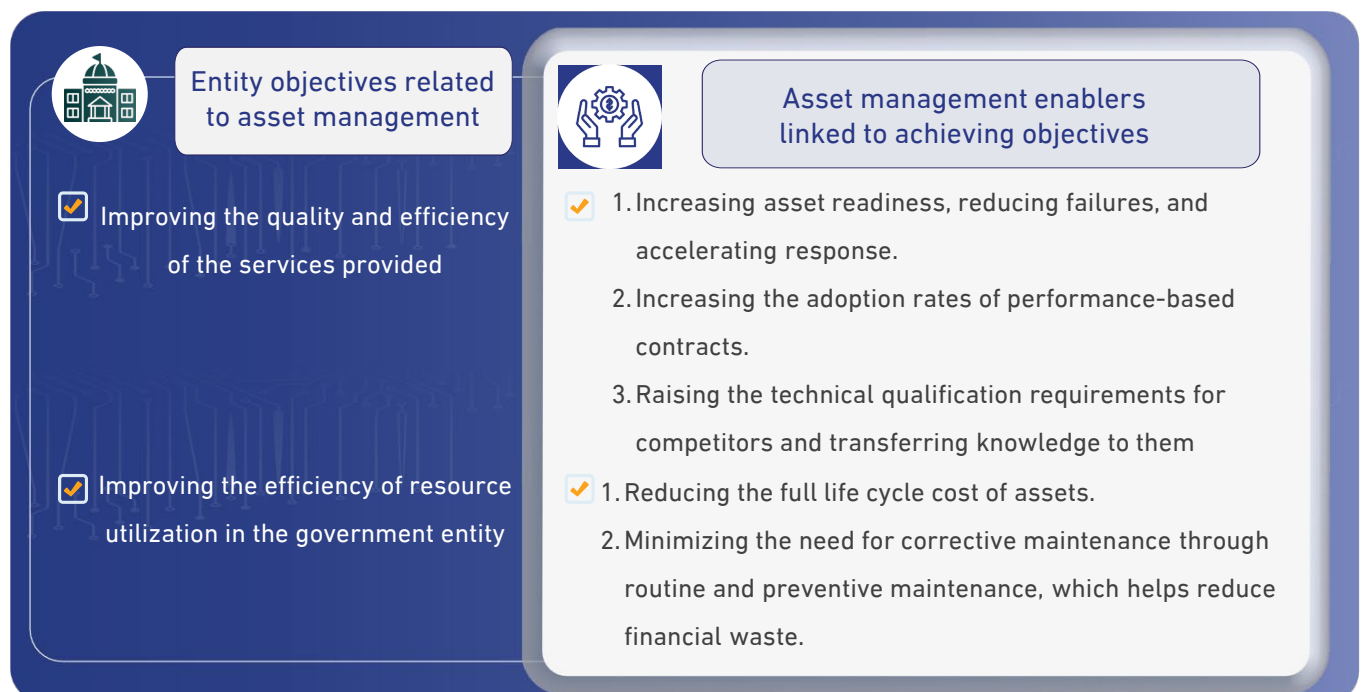 Entity objectives related
to asset management
Asset management enablers
linked to achieving objectives
Improving the quality and efficiency
of the services provided
1. Increasing asset readiness, reducing failures, and
accelerating response.
2. Increasing the adoption rates of performance-based
contracts.
3. Raising the technical qualification requirements for
competitors and transferring knowledge to them
Improving the efficiency of resource
utilization in the government entity
1. Reducing the full life cycle cost of assets.
2. Minimizing the need for corrective maintenance through
routine and preventive maintenance, which helps reduce
financial waste.